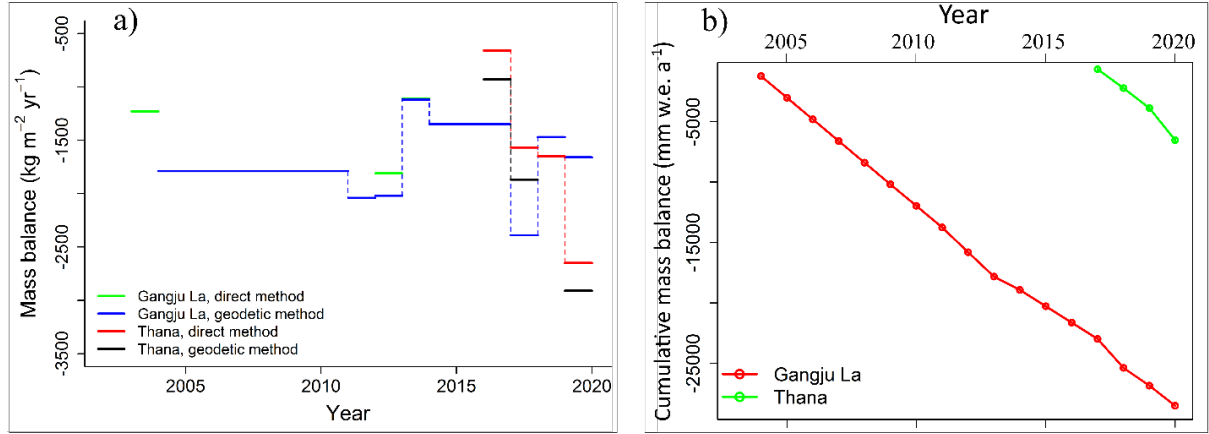 a)
-500
-1500
-2500
-3500
Mass balance (kg m⁻² yr⁻¹)
Gangju La, direct method
Gangju La, geodetic method
Thana, direct method
Thana, geodetic method
2005
2010
2015
2020
Year
b)
Year
2005
2010
2015
2020
-5000
-15000
-25000
Cumulative mass balance (mm w.e. a⁻¹)
Gangju La
Thana